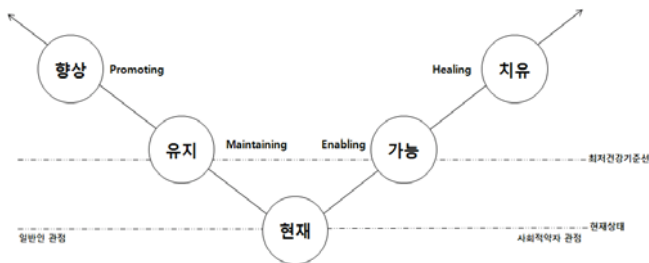 향상
Promoting
Healing
치유
유지
Maintaining
Enabling
가능
최저건강기준선
현재
현재상태
일반인 관점
사회적약자 관점